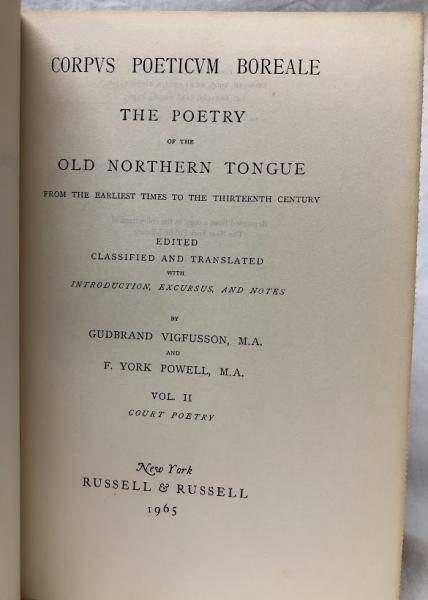 CORPVS POETICVM BOREALE
THE POETRY
OF THE
OLD NORTHERN TONGUE
FROM THE EARLIEST TIMES TO THE THIRTEENTH CENTURY
EDITED
CLASSIFIED AND TRANSLATED
WITH
INTRODUCTION, EXCURSUS, AND NOTES
BY
GUDBRAND VIGFUSSON, M.A.
AND
F. YORK POWELL, M.A.
VOL. II
COURT POETRY
New York
RUSSELL & RUSSELL
1965